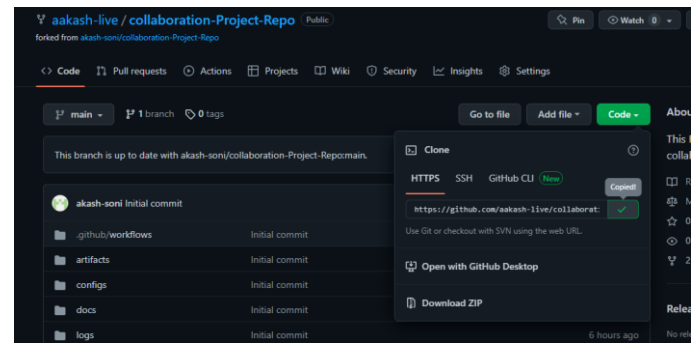 aakash-live / collaboration-Project-Repo Public
Pin
Watch 0
forked from akash-soni/collaboration-Project-Repo
<> Code
Pull requests
Actions
Projects
Wiki
Security
Insights
Settings
main
1 branch
0 tags
Go to file
Add file
Code
Abou
This branch is up to date with akash-soni/collaboration-Project-Repo:main.
Clone
This
colla
HTTPS
SSH
GitHub CLI New
Copied!
akash-soni Initial commit
https://github.com/aakash-live/collaborat
Use Git or checkout with SVN using the web URL.
.github/workflows
Initial commit
artifacts
Initial commit
Open with GitHub Desktop
configs
Initial commit
Download ZIP
docs
Initial commit
Relea
logs
Initial commit
6 hours ago
No rele